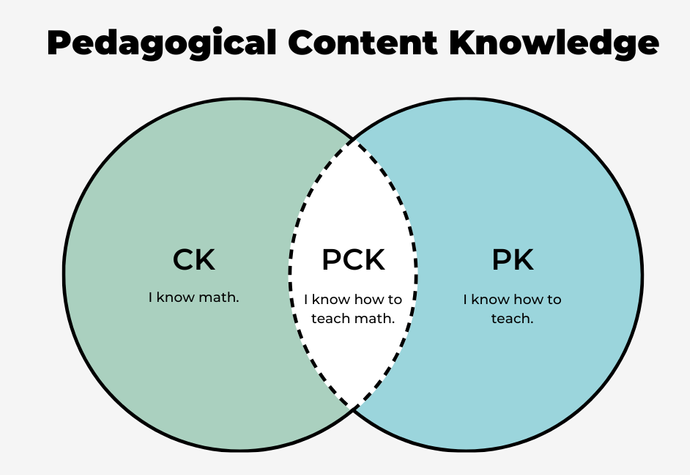 Pedagogical Content Knowledge
CK
I know math.
PCK
I know how to
teach math.
PK
I know how to
teach.